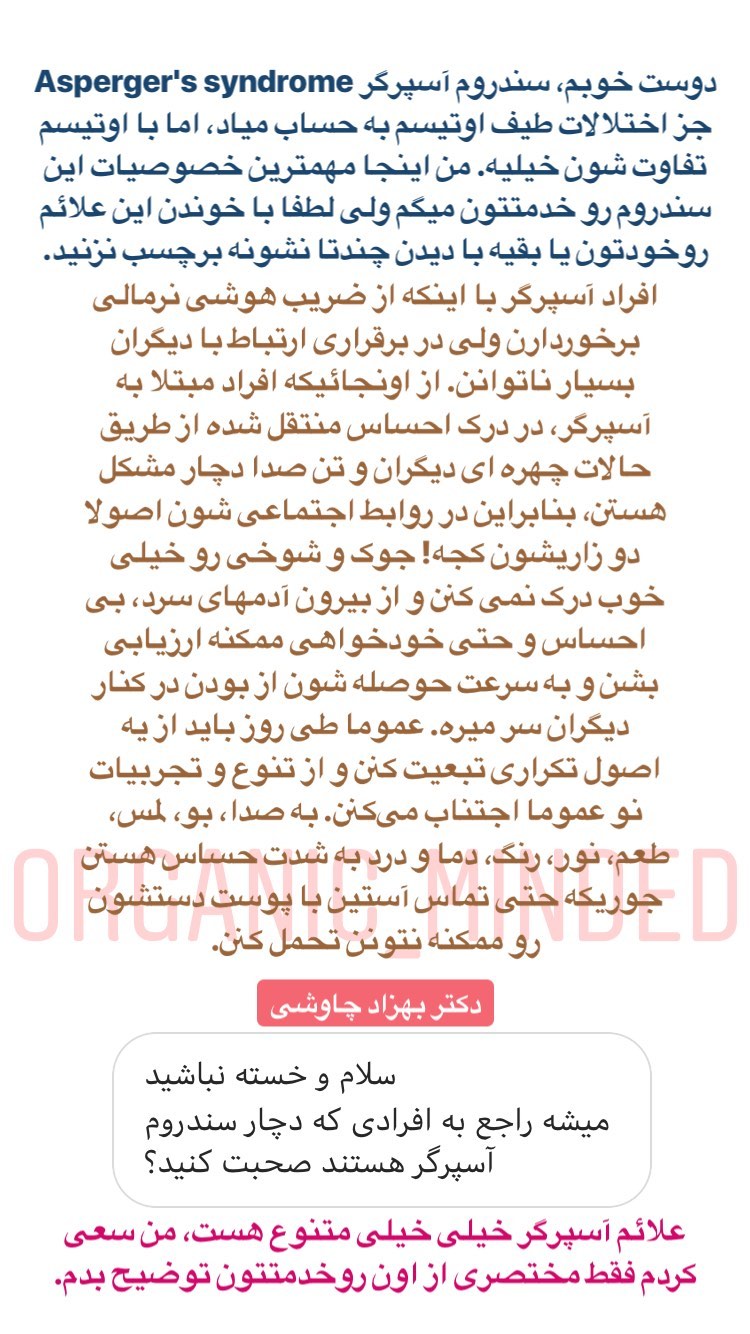 دوست خوبم، سندروم آسپرگر Asperger's syndrome
جز اختلالات طیف اوتیسم به حساب میاد، اما با اوتیسم
تفاوت شون خیلیه. من اینجا مهمترین خصوصیات این
سندروم رو خدمتتون میگم ولی لطفا با خوندن این علائم
روخودتون یا بقیه با دیدن چندتا نشونه برچسب نزنید.
افراد آسپرگر با اینکه از ضریب هوشی نرمالی
برخوردارن ولی در برقراری ارتباط با دیگران
بسیار ناتوانن. از اونجائیکه افراد مبتلا به
آسپرگر، در درک احساس منتقل شده از طریق
حالات چهره ای دیگران و تن صدا دچار مشکل
هستن، بنابراین در روابط اجتماعی شون اصولا
دو زاریشون کجه! جوک و شوخی رو خیلی
خوب درک نمی کنن و از بیرون آدمهای سرد، بی
احساس و حتی خودخواهی ممکنه ارزیابی
بشن و به سرعت حوصله شون از بودن در کنار
دیگران سر میره. عموما طی روز باید از یه
اصول تکراری تبعیت کنن و از تنوع و تجربیات
نو عموما اجتناب می‌کنن. به صدا، بو، لمس،
طعم، نور، رنگ، دما و درد به شدت حساس هستن
جوریکه حتی تماس آستین با پوست دستشون
رو ممکنه نتونن تحمل کنن.
ORGANIC_MINDED
دکتر بهزاد چاوشی
سلام و خسته نباشید
میشه راجع به افرادی که دچار سندروم
آسپرگر هستند صحبت کنید؟
علائم آسپرگر خیلی خیلی متنوع هست، من سعی
کردم فقط مختصری از اون روخدمتتون توضیح بدم.